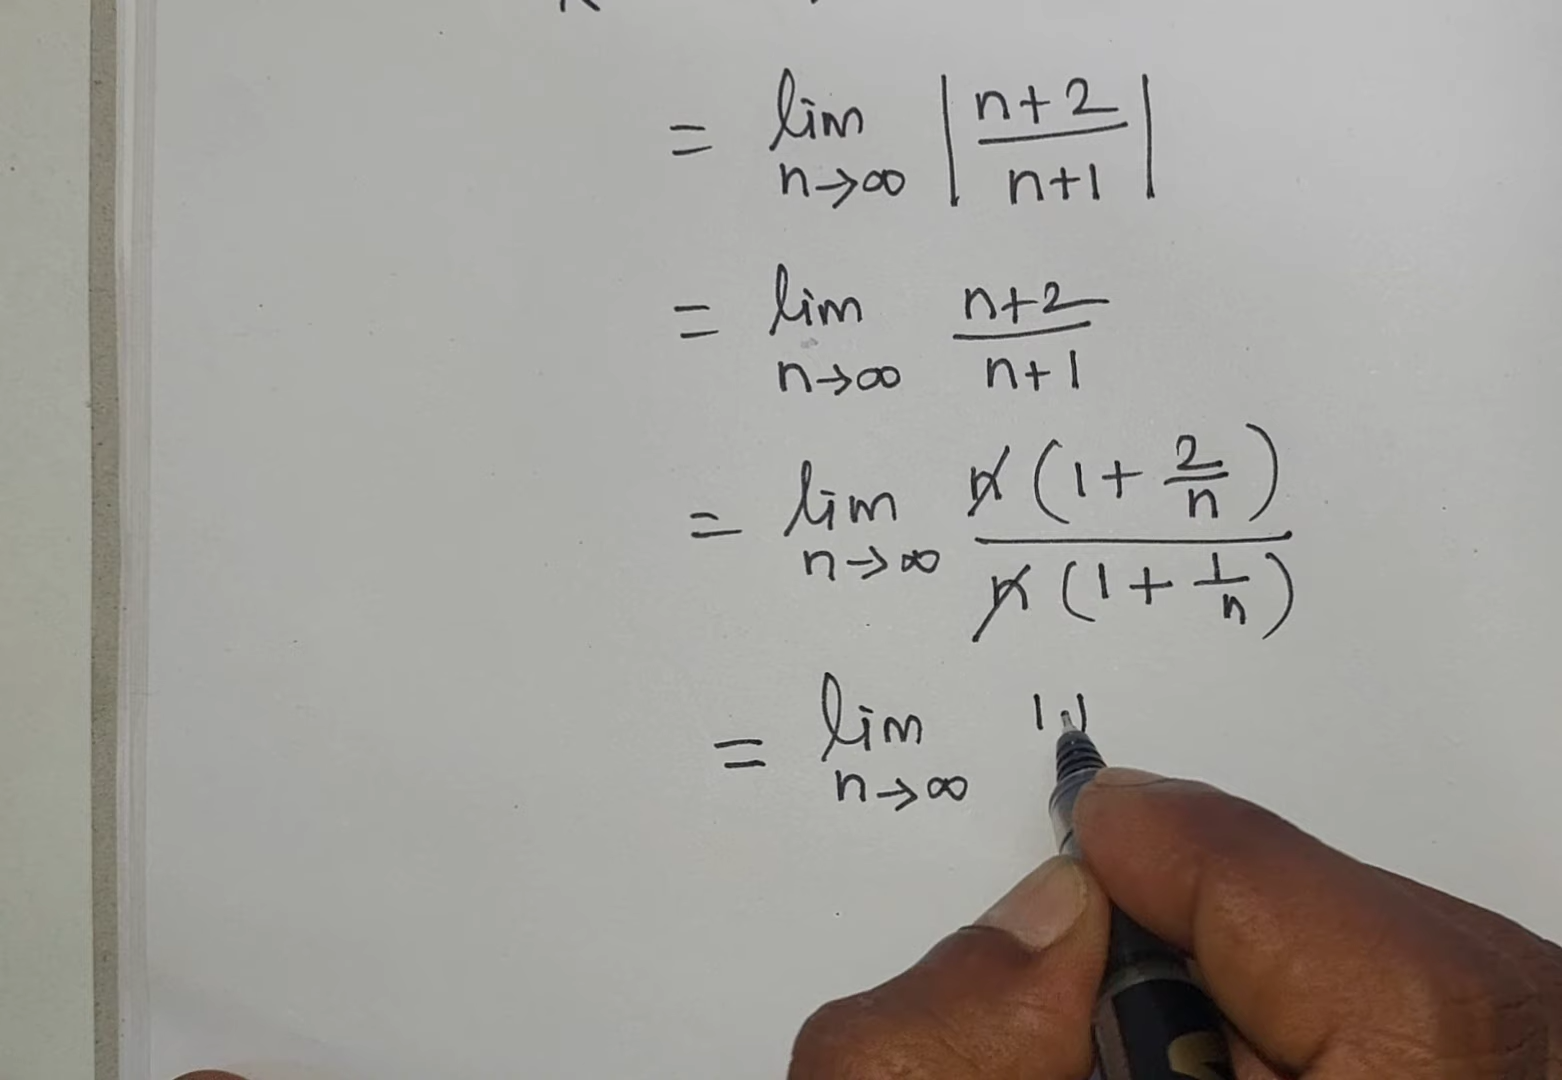 = lim n→∞ | (n+2)/(n+1) |
= lim n→∞ (n+2)/(n+1)
= lim n→∞ n(1 + 2/n) / n(1 + 1/n)
= lim n→∞